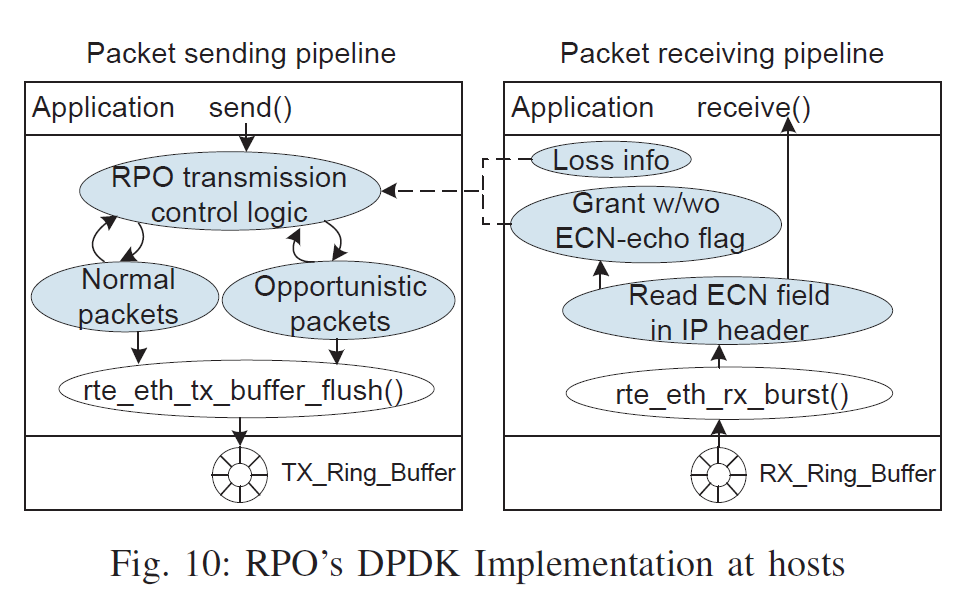 Packet sending pipeline
Application send()
RPO transmission
control logic
Normal
packets
Opportunistic
packets
rte_eth_tx_buffer_flush()
TX_Ring_Buffer
Packet receiving pipeline
Application receive()
Loss info
Grant w/wo
ECN-echo flag
Read ECN field
in IP header
rte_eth_rx_burst()
RX_Ring_Buffer
Fig. 10: RPO's DPDK Implementation at hosts